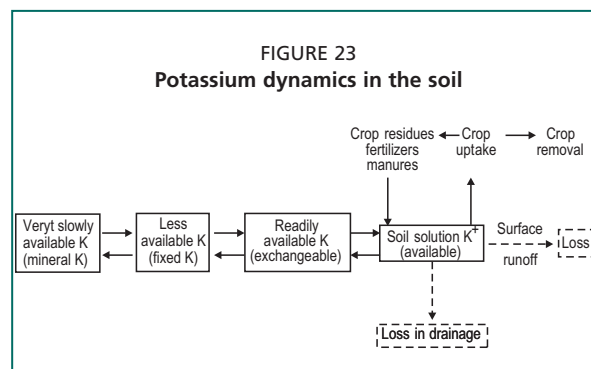 FIGURE 23
Potassium dynamics in the soil
Crop residues
fertilizers
manures
Crop
uptake
Crop
removal
Veryt slowly
available K
(mineral K)
Less
available K
(fixed K)
Readily
available K
(exchangeable)
Soil solution K+
(available)
Surface
runoff
Loss
Loss in drainage